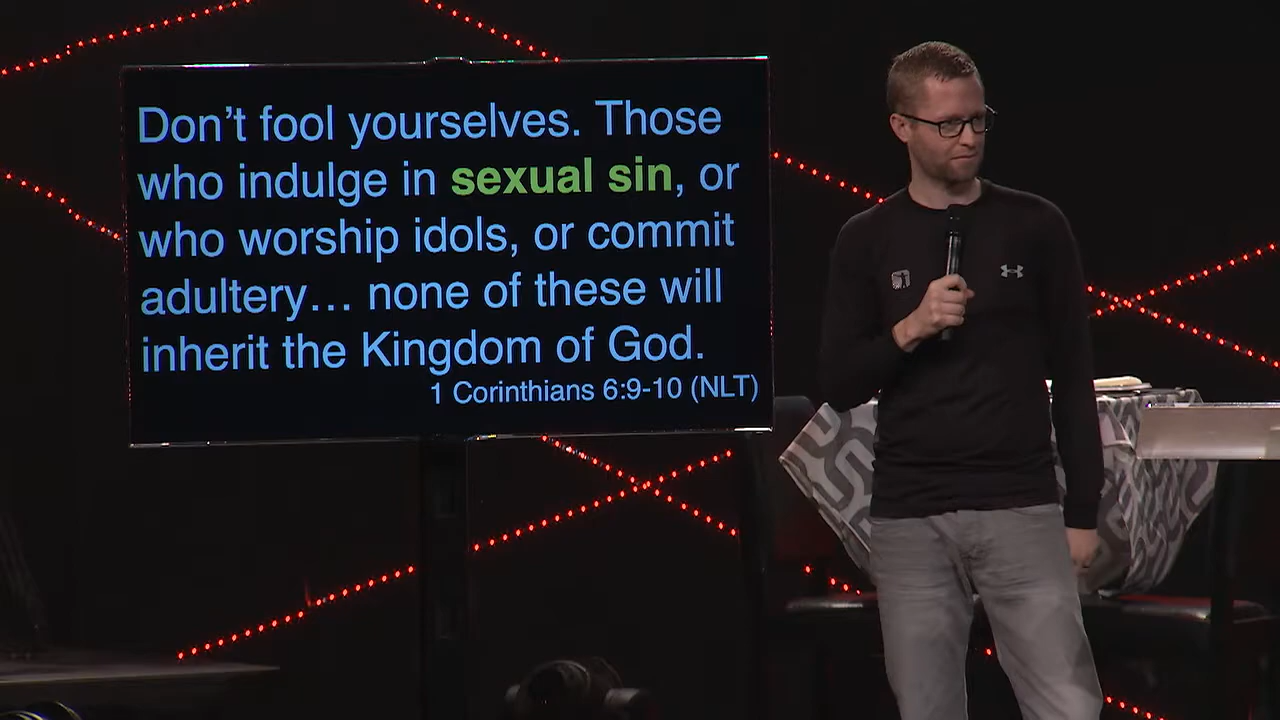 Don’t fool yourselves. Those
who indulge in sexual sin, or
who worship idols, or commit
adultery… none of these will
inherit the Kingdom of God.
1 Corinthians 6:9-10 (NLT)